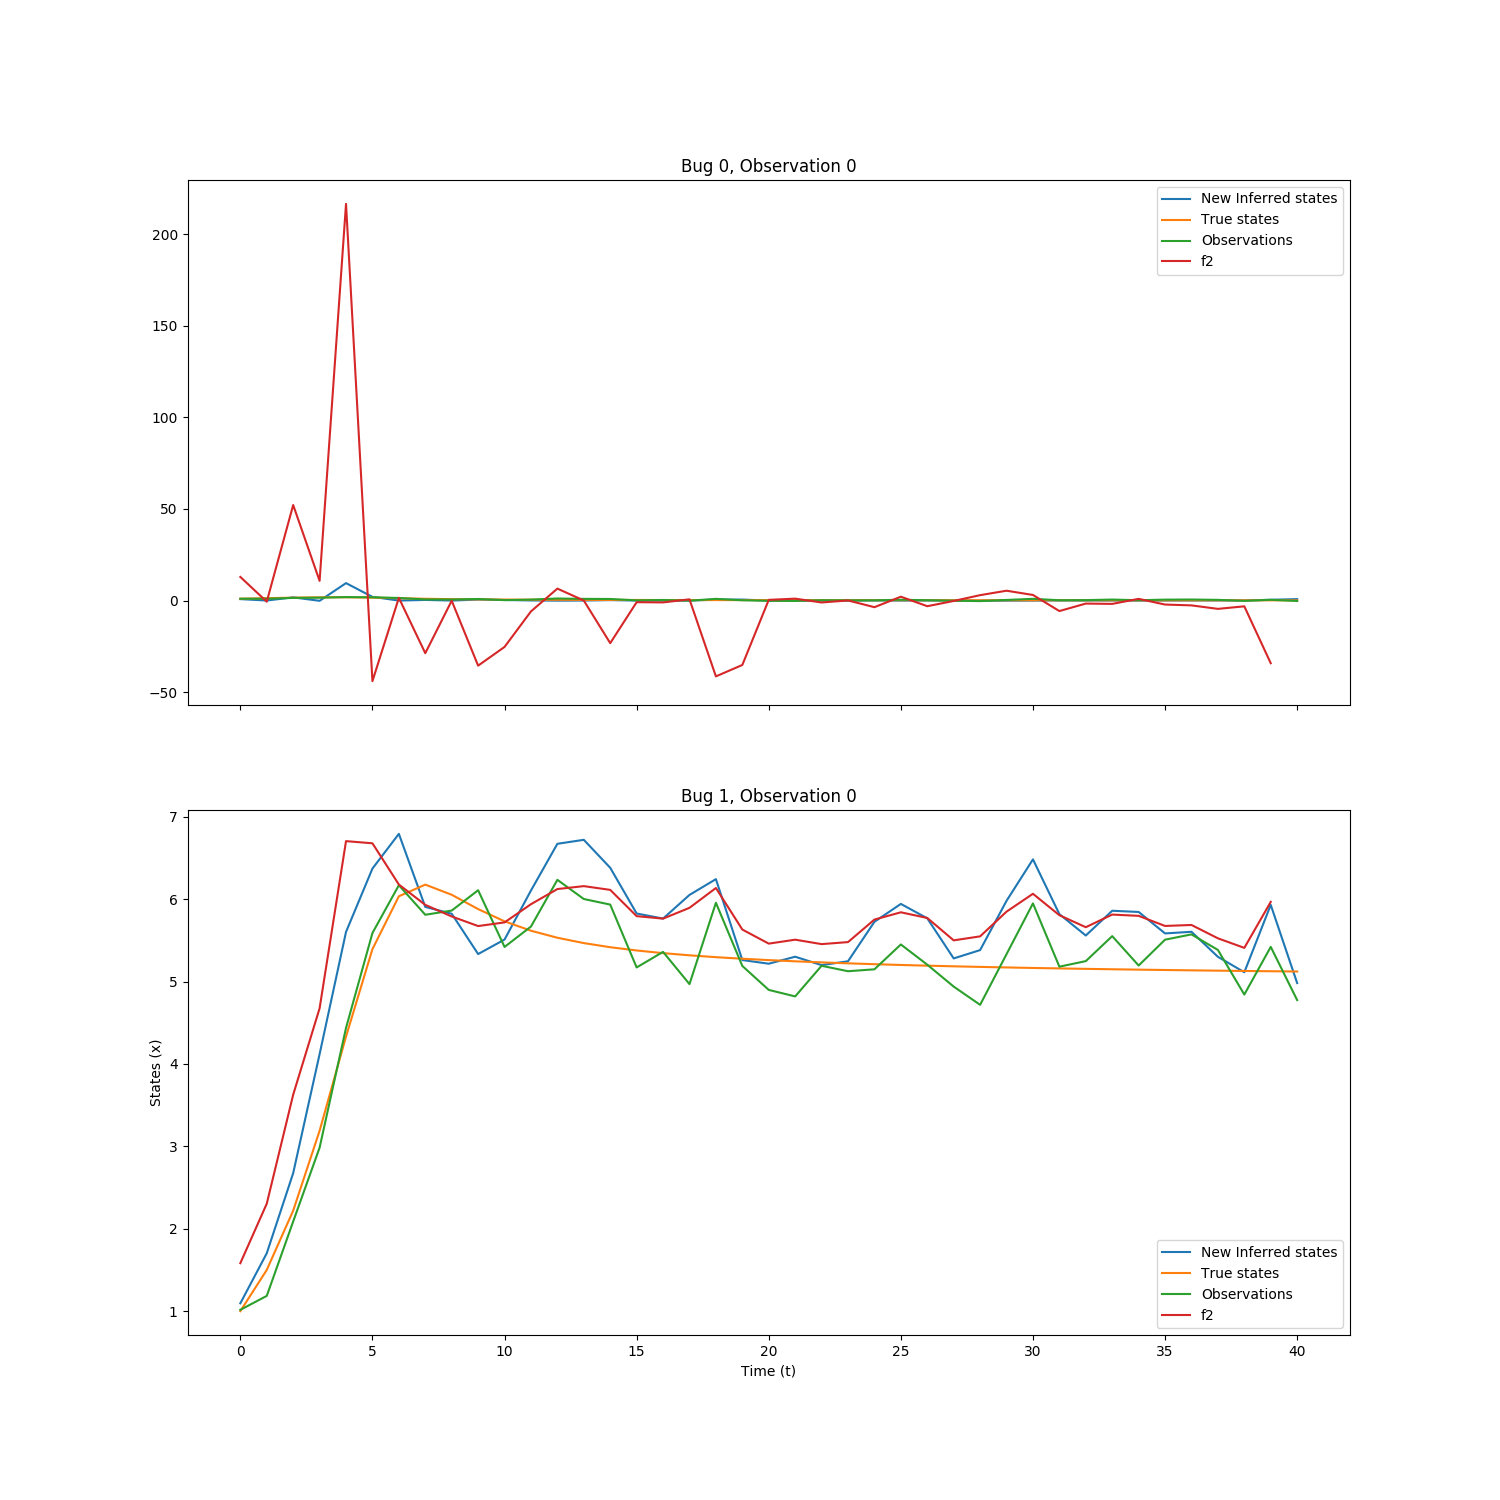 Bug 0, Observation 0
200
150
100
50
0
−50
New Inferred states
True states
Observations
f2
Bug 1, Observation 0
7
6
5
4
3
2
1
States (x)
New Inferred states
True states
Observations
f2
0 5 10 15 20 25 30 35 40
Time (t)